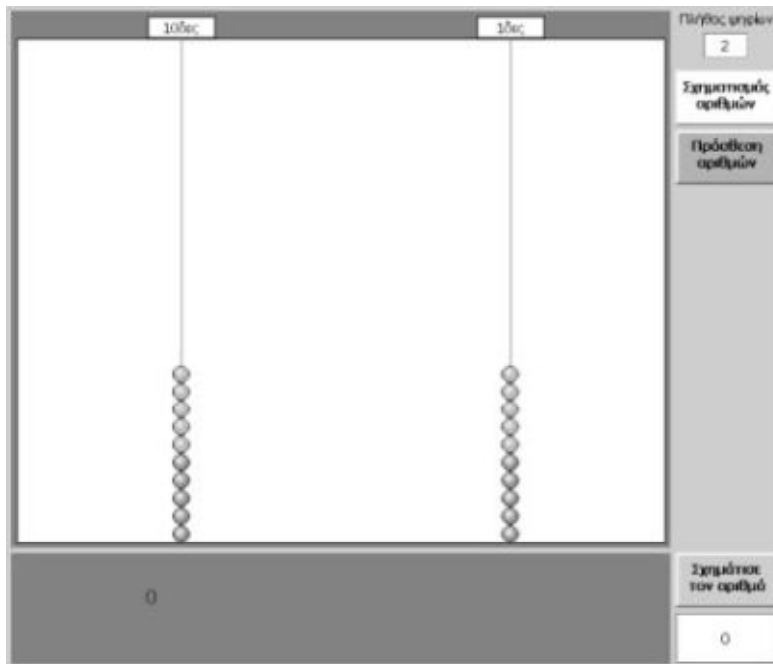 10δες
1δες
Πλήθος ψηφίων
2
Σχηματισμός
αριθμών
Πρόσθεση
αριθμών
0
Σχημάτισε
τον αριθμό
0